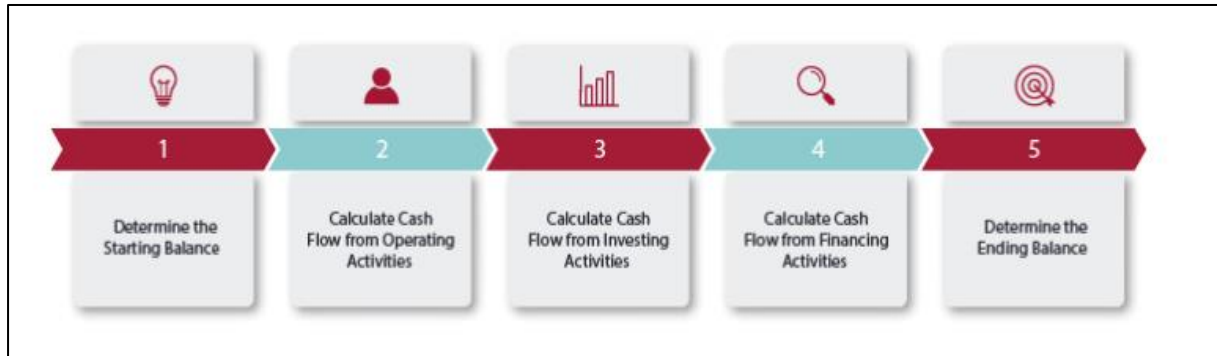 1
2
3
4
5
Determine the
Starting Balance
Calculate Cash
Flow from Operating
Activities
Calculate Cash
Flow from Investing
Activities
Calculate Cash
Flow from Financing
Activities
Determine the
Ending Balance